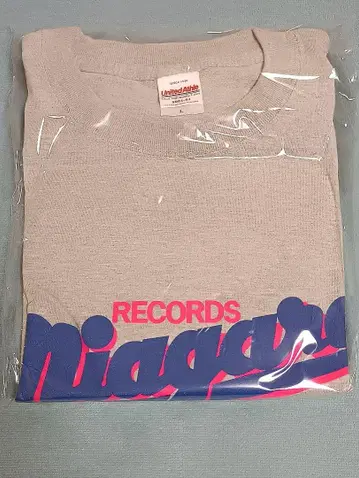 United Athle
L
RECORDS
niagara